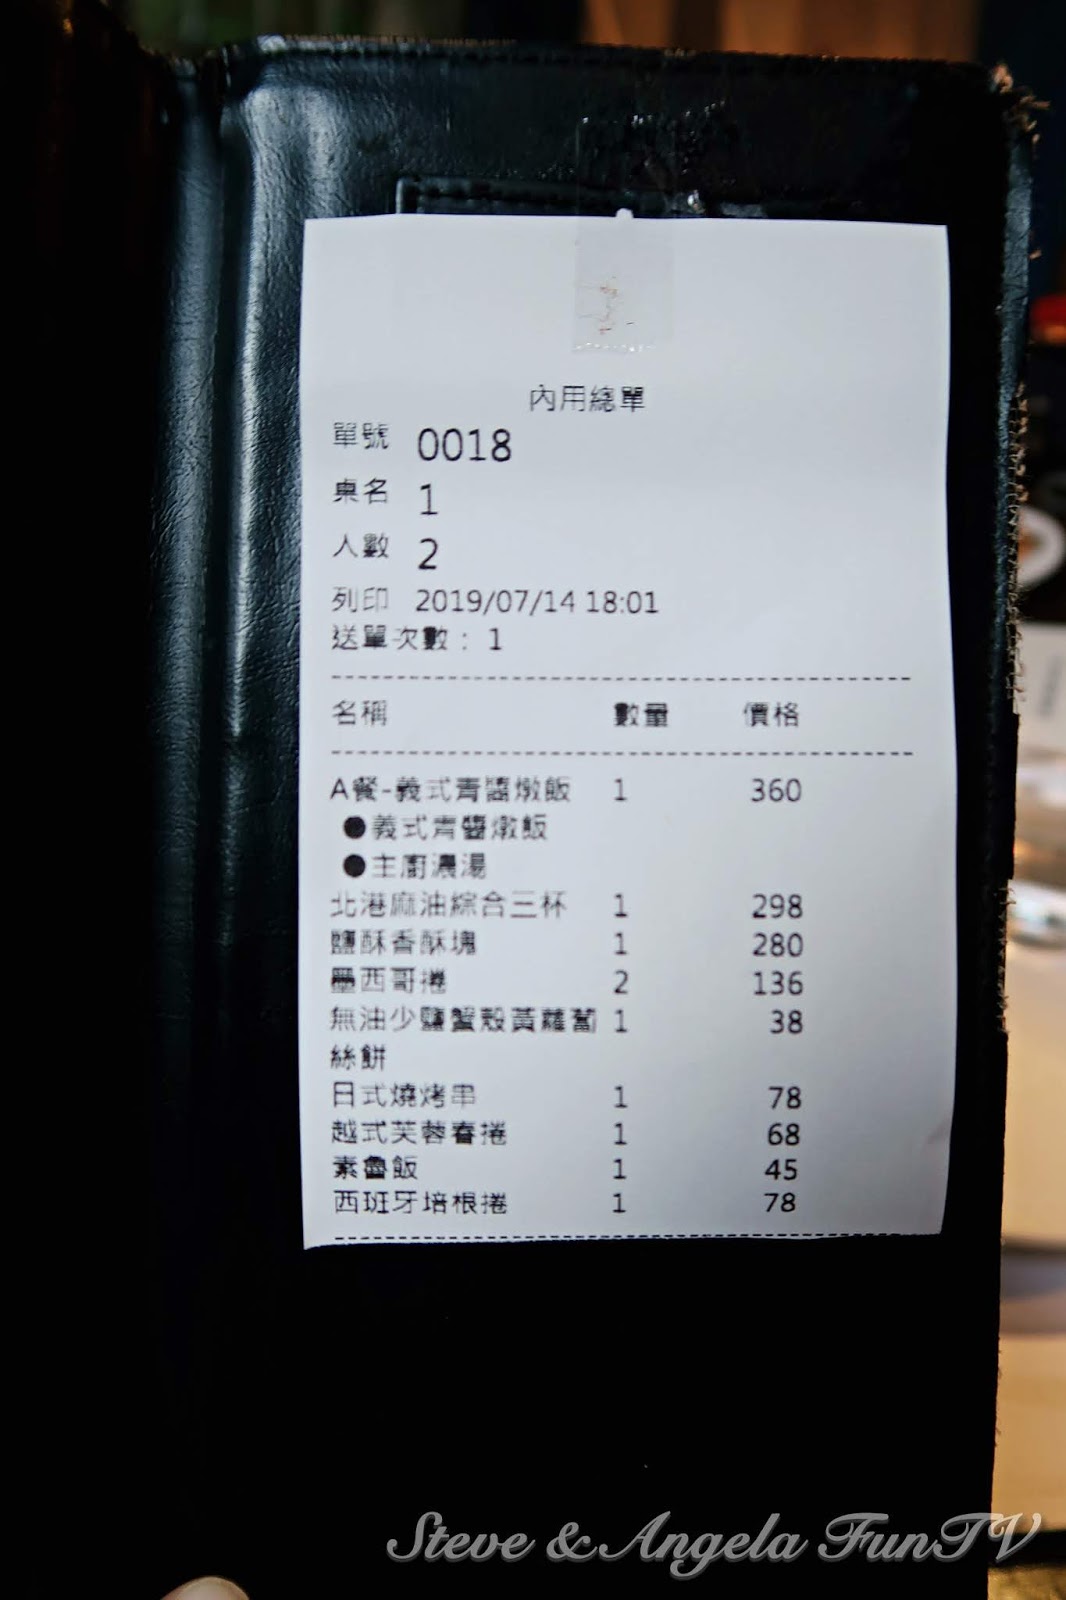 內用總單
單號 0018
桌名 1
人數 2
列印 2019/07/14 18:01
送單次數： 1
名稱 數量 價格
A餐-義式青醬燉飯 1 360
●義式青醬燉飯
●主廚濃湯
北港麻油綜合三杯 1 298
鹽酥香酥塊 1 280
墨西哥捲 2 136
無油少鹽蟹殼黃蘿蔔 1 38
絲餅
日式燒烤串 1 78
越式芙蓉春捲 1 68
素魯飯 1 45
西班牙培根捲 1 78
Steve & Angela FunTV